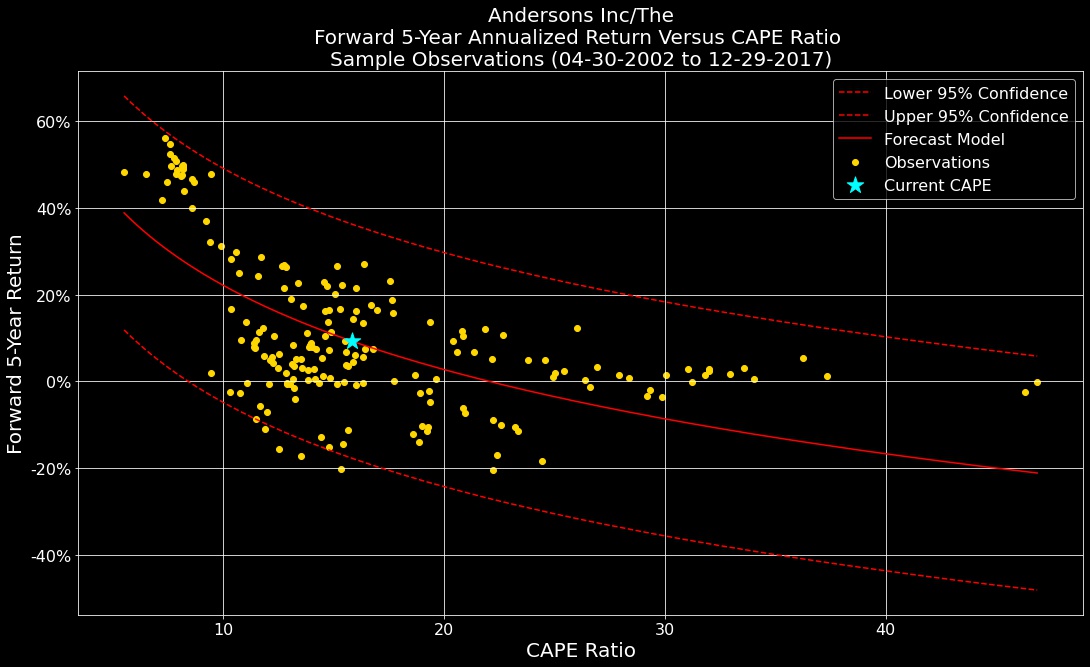 Andersons Inc/The
Forward 5-Year Annualized Return Versus CAPE Ratio
Sample Observations (04-30-2002 to 12-29-2017)
Lower 95% Confidence
Upper 95% Confidence
Forecast Model
Observations
Current CAPE
Forward 5-Year Return
60%
40%
20%
0%
-20%
-40%
10
20
30
40
CAPE Ratio